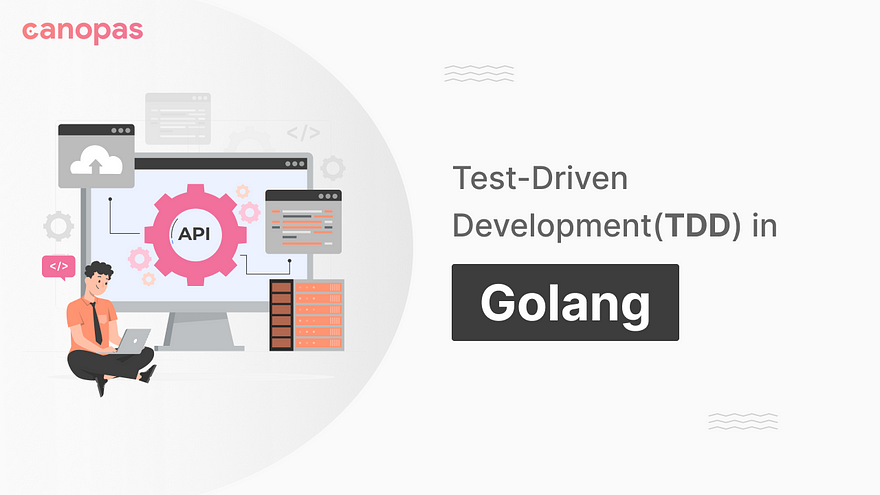 canopas
</>
API
</>
Test-Driven
Development(TDD) in
Golang